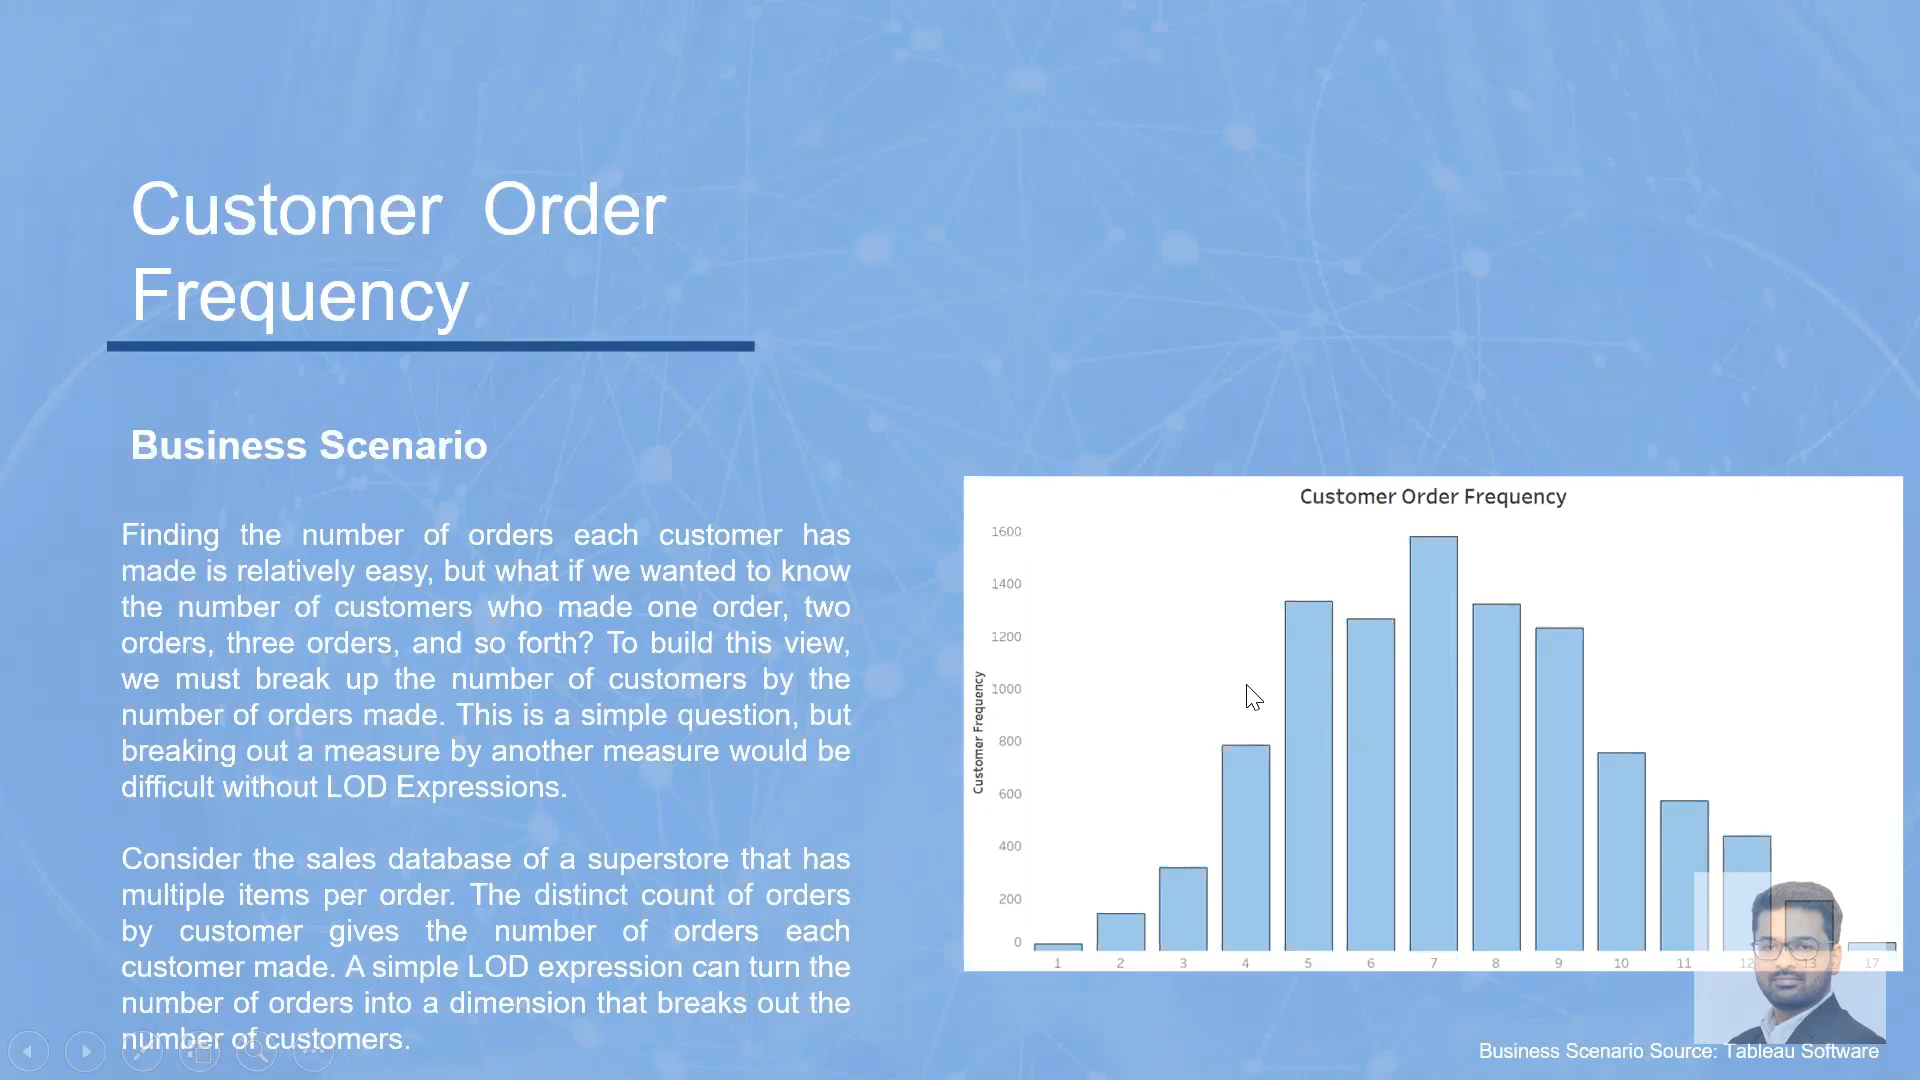 Customer Order
Frequency
Business Scenario
Finding the number of orders each customer has
made is relatively easy, but what if we wanted to know
the number of customers who made one order, two
orders, three orders, and so forth? To build this view,
we must break up the number of customers by the
number of orders made. This is a simple question, but
breaking out a measure by another measure would be
difficult without LOD Expressions.
Consider the sales database of a superstore that has
multiple items per order. The distinct count of orders
by customer gives the number of orders each
customer made. A simple LOD expression can turn the
number of orders into a dimension that breaks out the
number of customers.
Customer Order Frequency
Customer Frequency
1600
1400
1200
1000
800
600
400
200
0
1 2 3 4 5 6 7 8 9 10 11 12 13 17
Business Scenario Source: Tableau Software